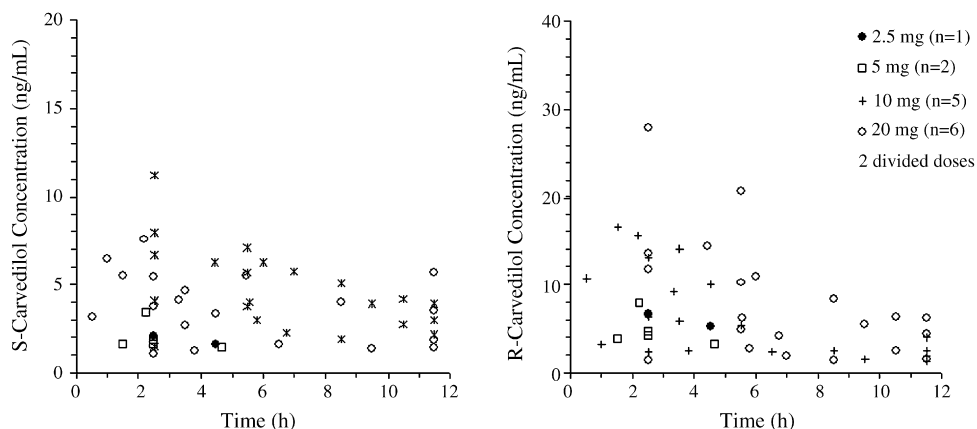 20
15
10
5
0
0 2 4 6 8 10 12
S-Carvedilol Concentration (ng/mL)
Time (h)
40
30
20
10
0
0 2 4 6 8 10 12
R-Carvedilol Concentration (ng/mL)
Time (h)
2.5 mg (n=1)
5 mg (n=2)
10 mg (n=5)
20 mg (n=6)
2 divided doses